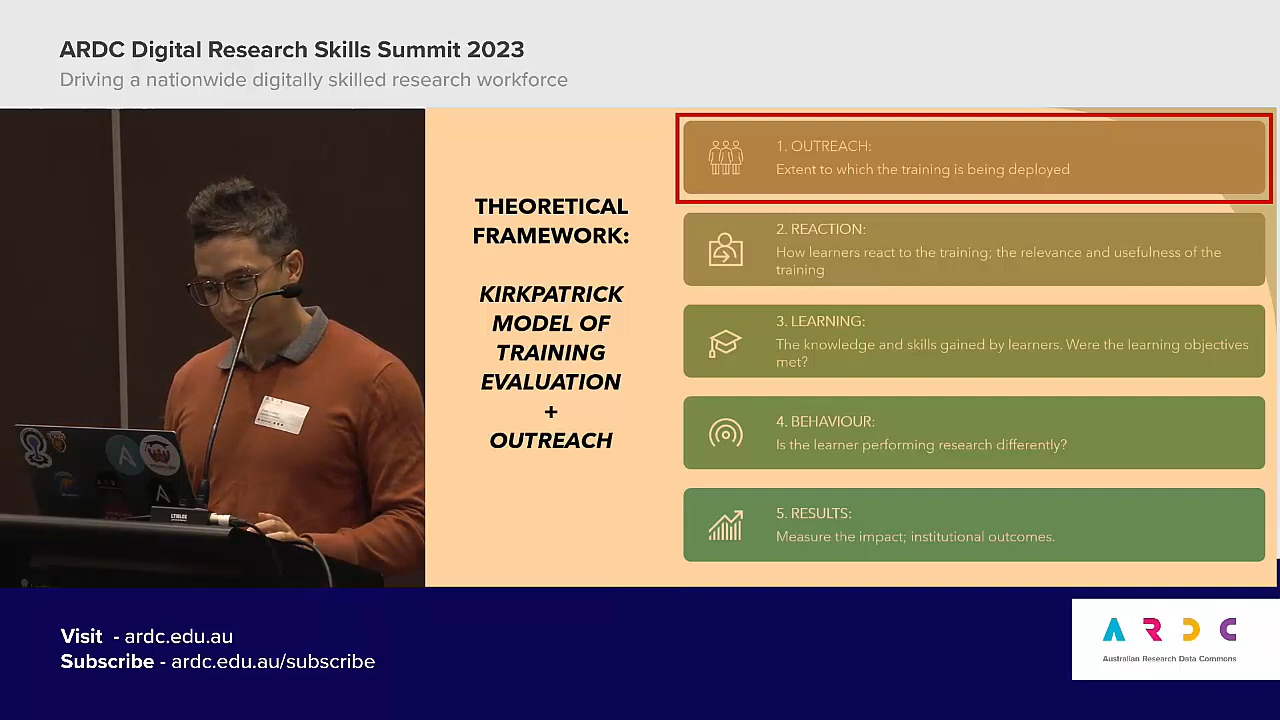 ARDC Digital Research Skills Summit 2023
Driving a nationwide digitally skilled research workforce
THEORETICAL
FRAMEWORK:
KIRKPATRICK
MODEL OF
TRAINING
EVALUATION
+
OUTREACH
1. OUTREACH:
Extent to which the training is being deployed
2. REACTION:
How learners react to the training; the relevance and usefulness of the
training
3. LEARNING:
The knowledge and skills gained by learners. Were the learning objectives
met?
4. BEHAVIOUR:
Is the learner performing research differently?
5. RESULTS:
Measure the impact; institutional outcomes.
Visit - ardc.edu.au
Subscribe - ardc.edu.au/subscribe
ARDC
Australian Research Data Commons